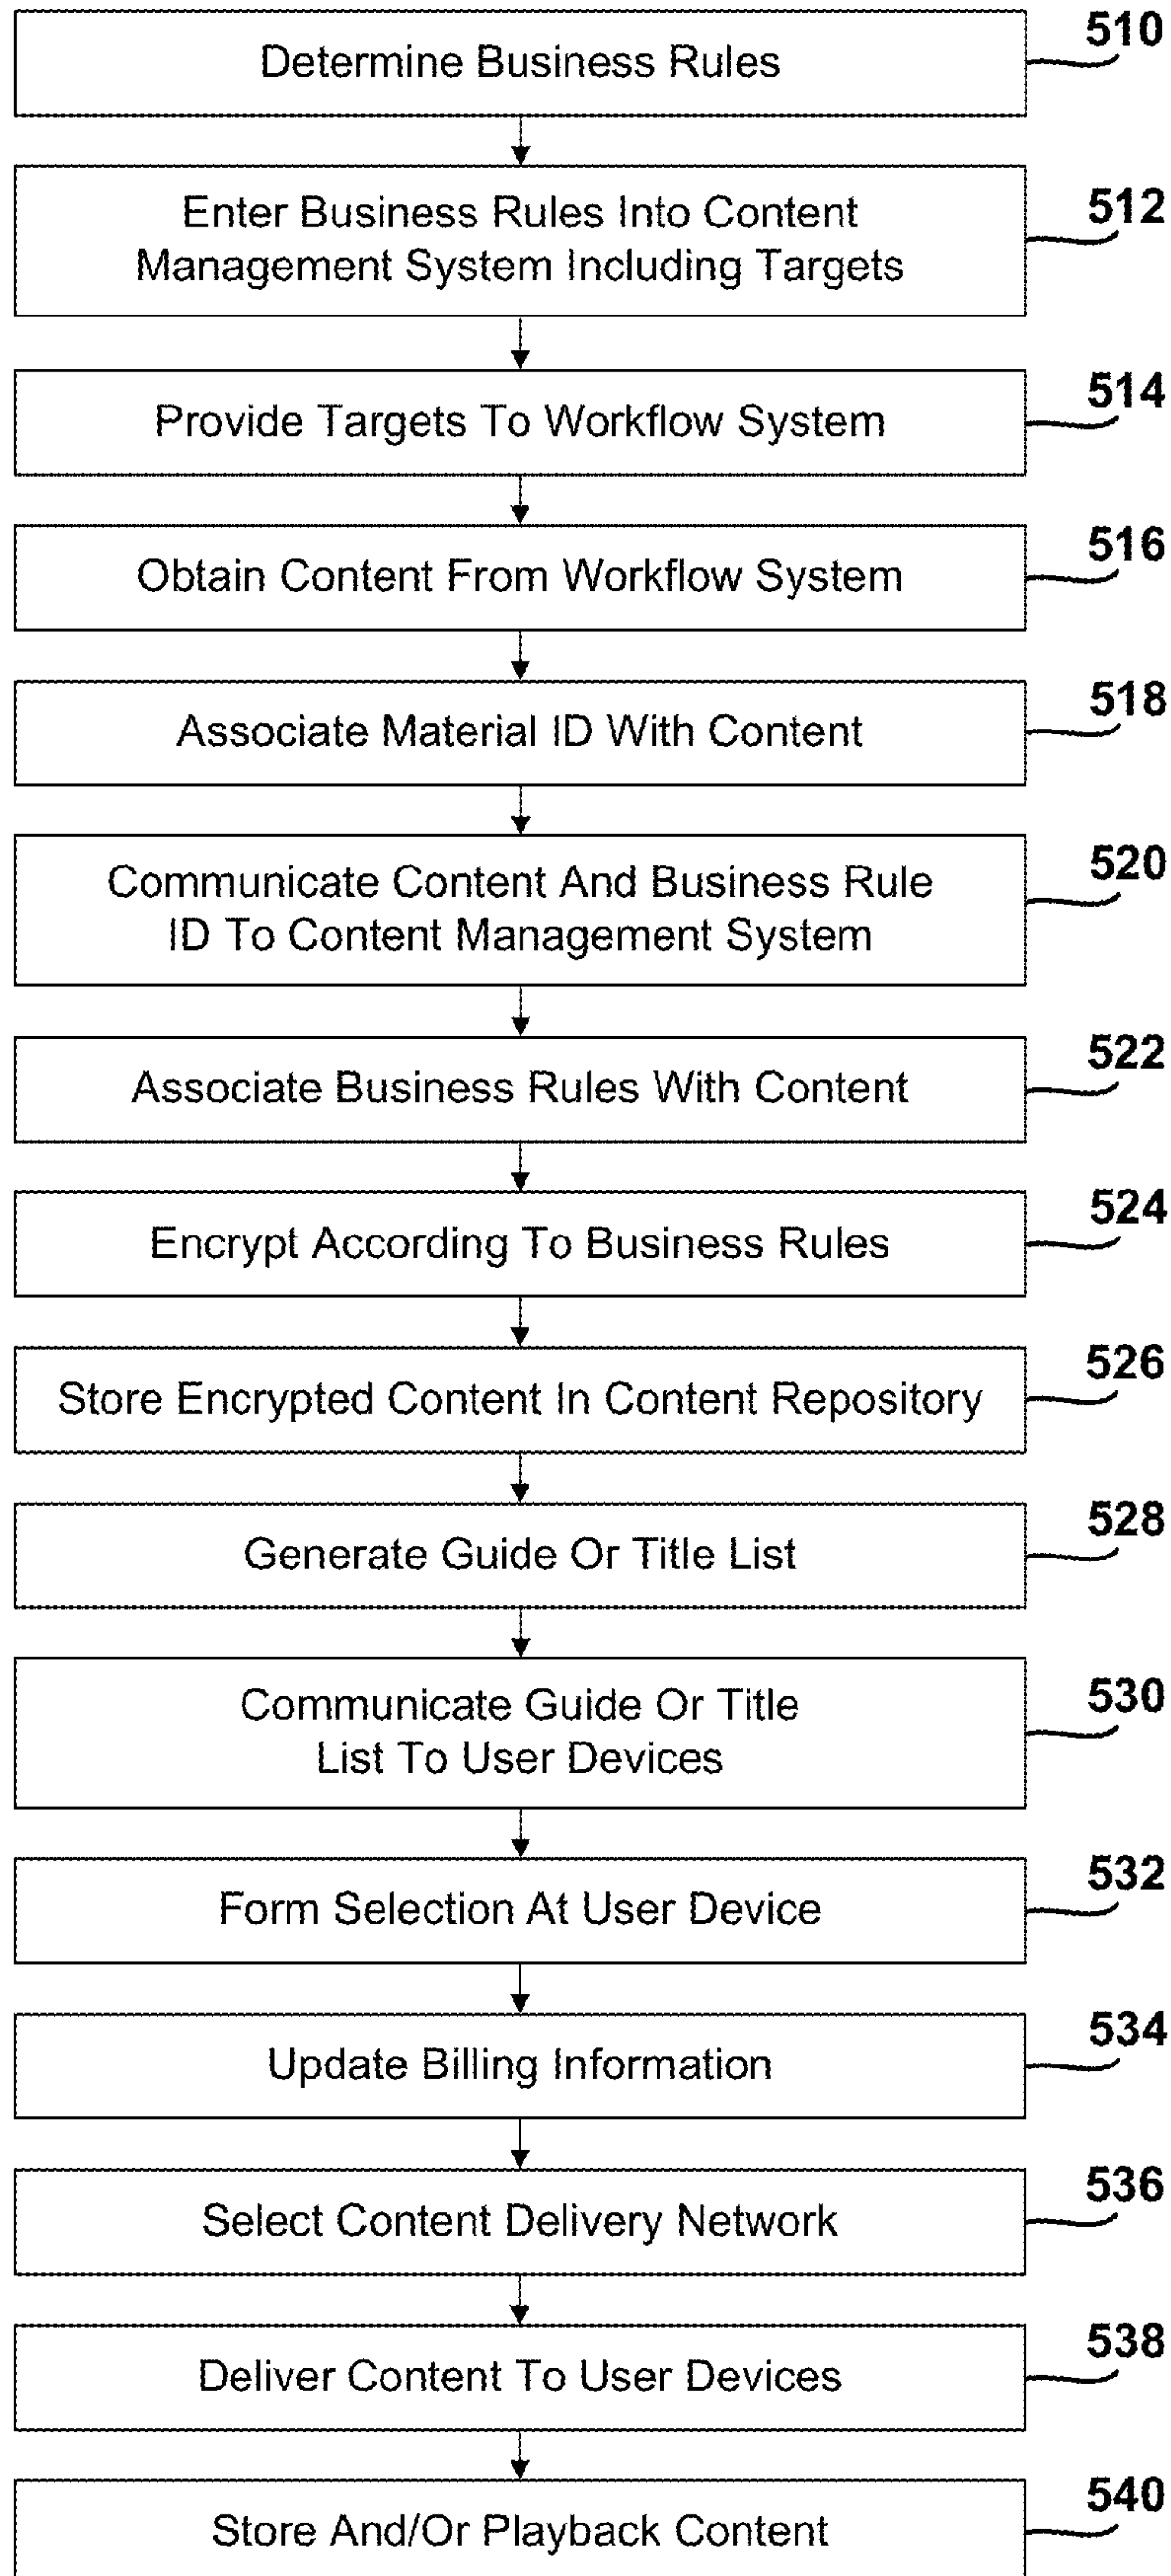 510
Determine Business Rules
512
Enter Business Rules Into Content
Management System Including Targets
514
Provide Targets To Workflow System
516
Obtain Content From Workflow System
518
Associate Material ID With Content
520
Communicate Content And Business Rule
ID To Content Management System
522
Associate Business Rules With Content
524
Encrypt According To Business Rules
526
Store Encrypted Content In Content Repository
528
Generate Guide Or Title List
530
Communicate Guide Or Title
List To User Devices
532
Form Selection At User Device
534
Update Billing Information
536
Select Content Delivery Network
538
Deliver Content To User Devices
540
Store And/Or Playback Content